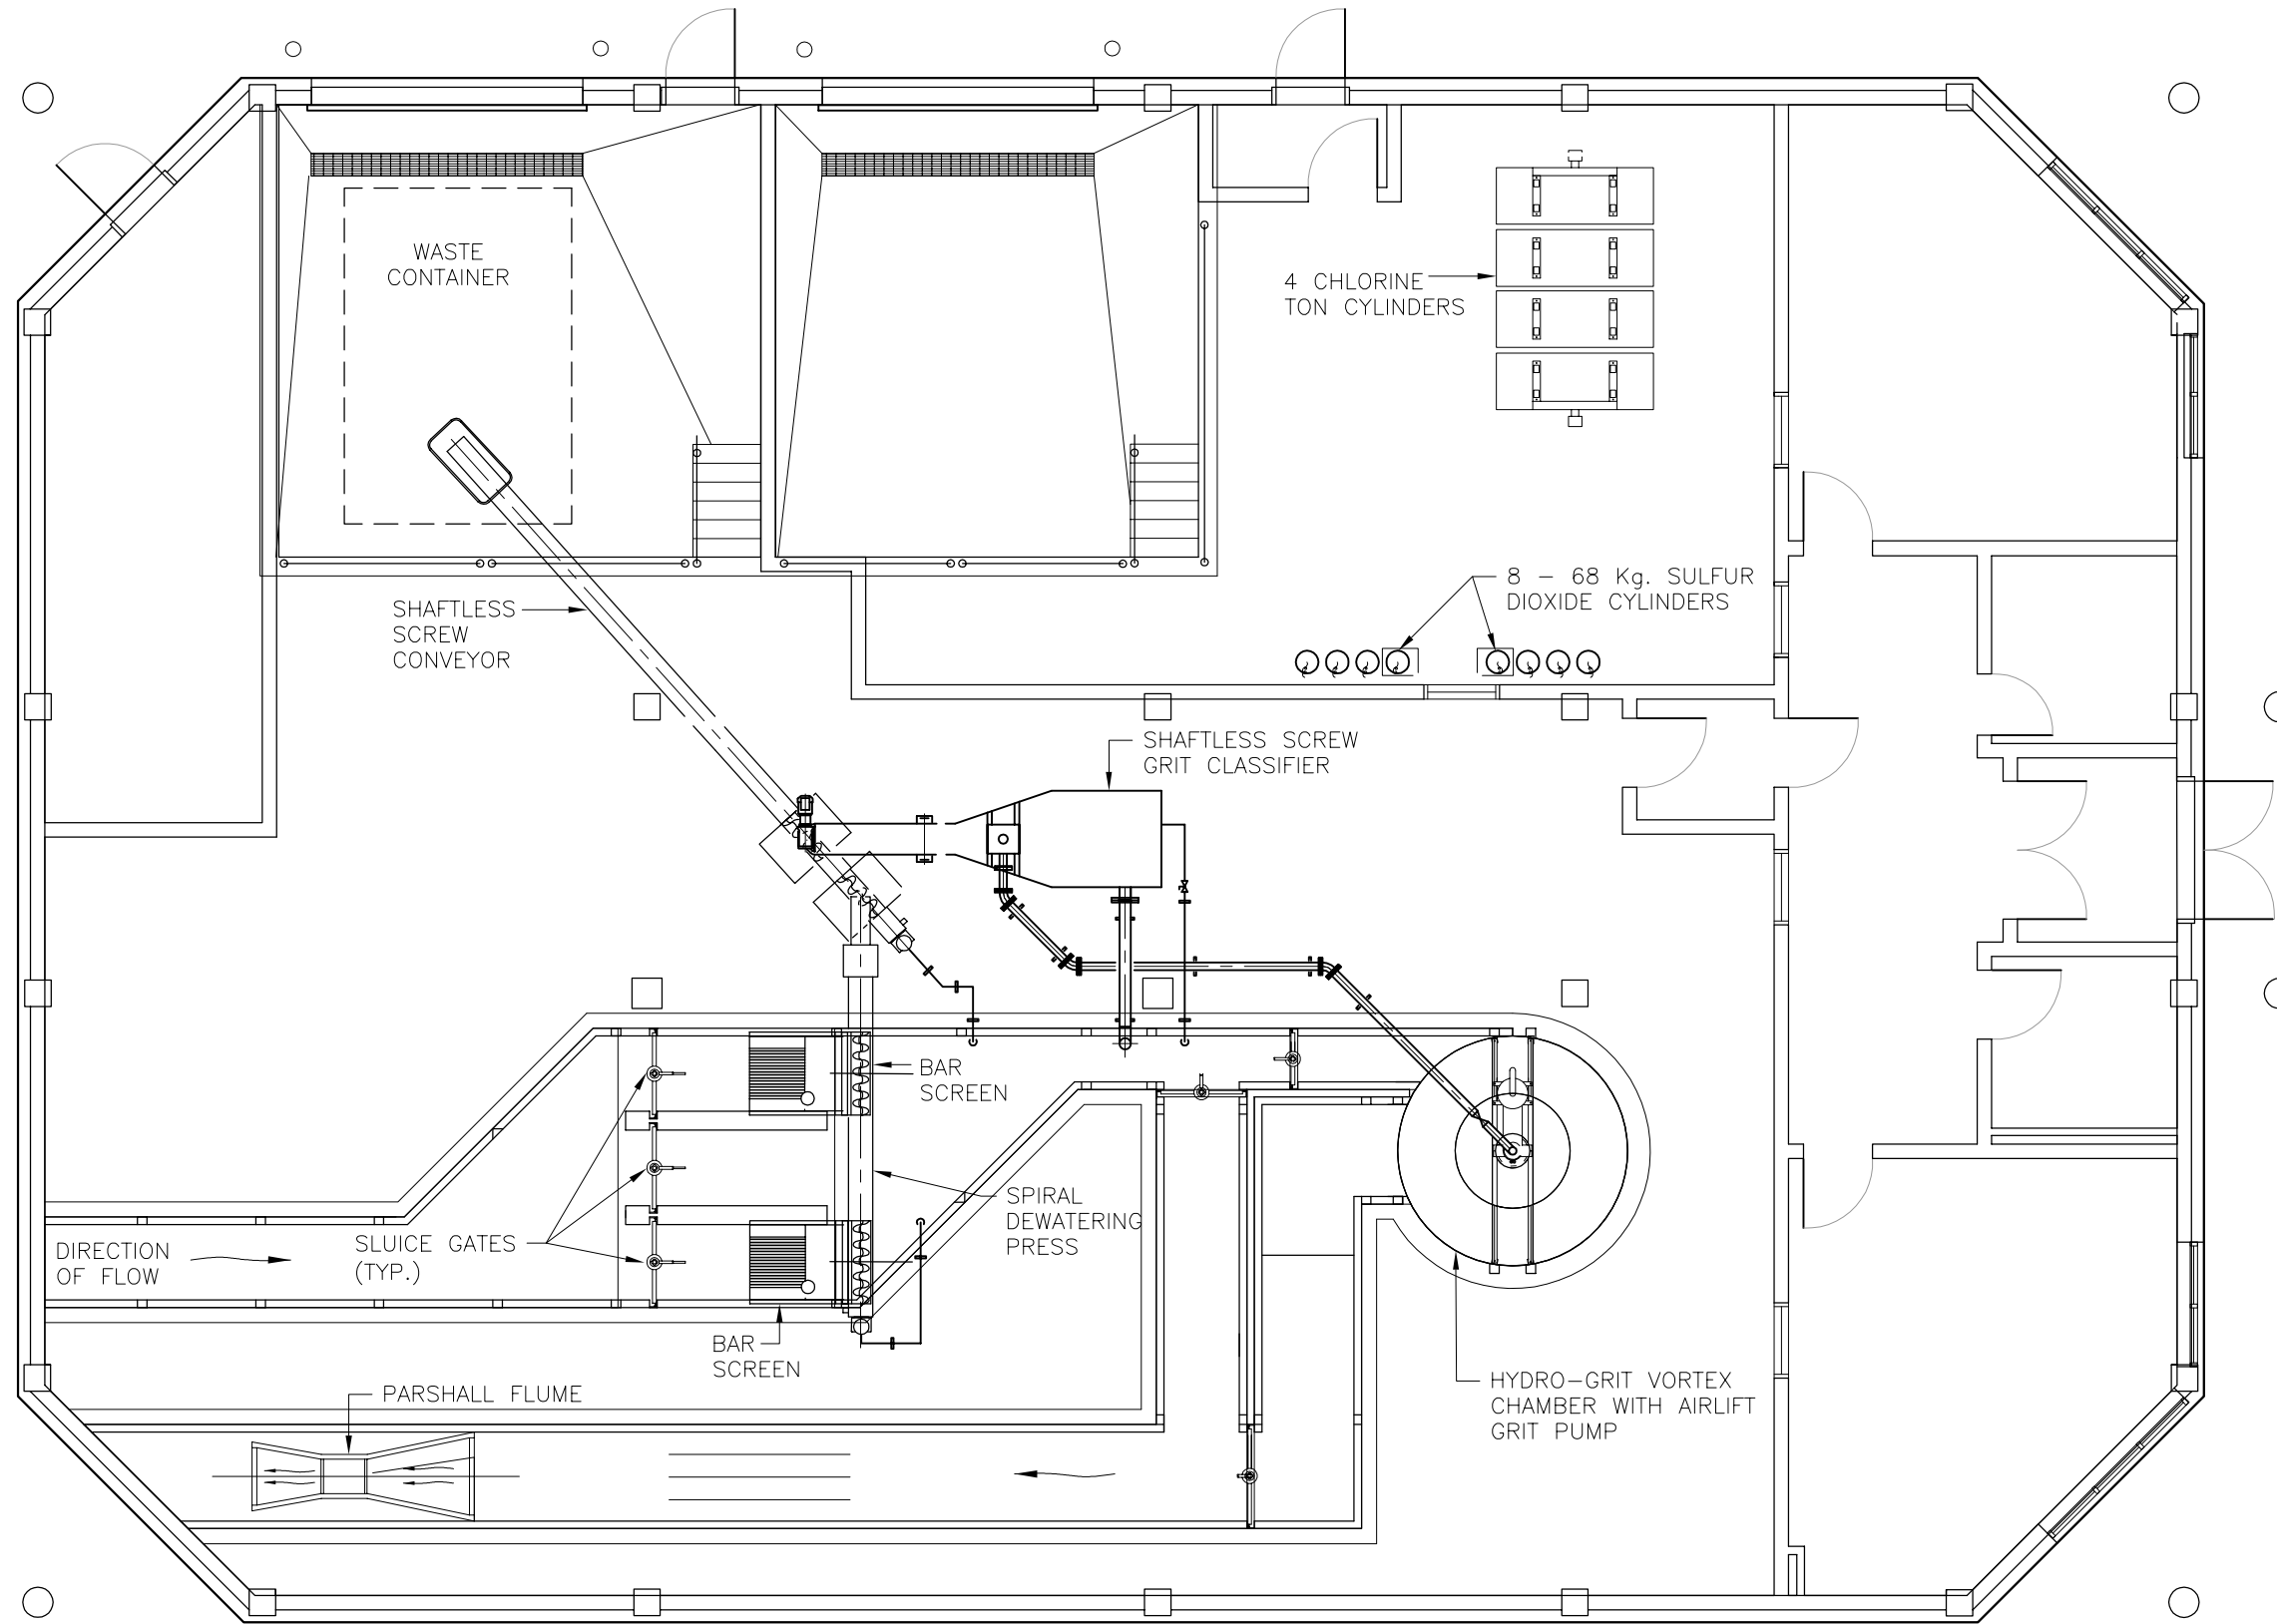 WASTE
CONTAINER
4 CHLORINE
TON CYLINDERS
8 – 68 Kg. SULFUR
DIOXIDE CYLINDERS
SHAFTLESS
SCREW
CONVEYOR
SHAFTLESS SCREW
GRIT CLASSIFIER
BAR
SCREEN
SPIRAL
DEWATERING
PRESS
DIRECTION
OF FLOW
SLUICE GATES
(TYP.)
BAR
SCREEN
PARSHALL FLUME
HYDRO–GRIT VORTEX
CHAMBER WITH AIRLIFT
GRIT PUMP